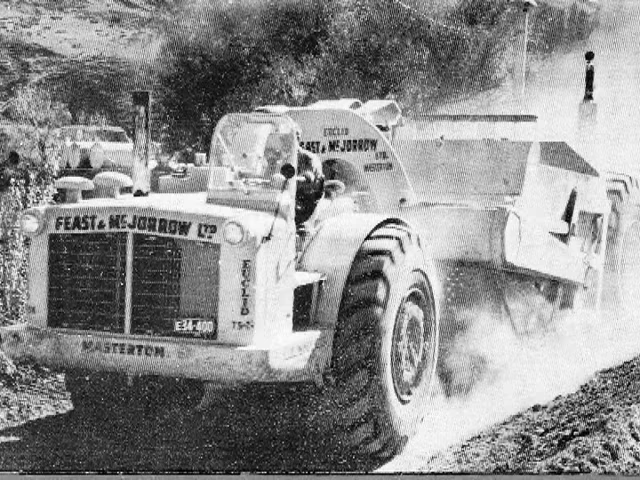 EUCLID
FEAST & McJORROW
LTD.
MASTERTON
FEAST & McJORROW LTD
EUCLID
MASTERTON